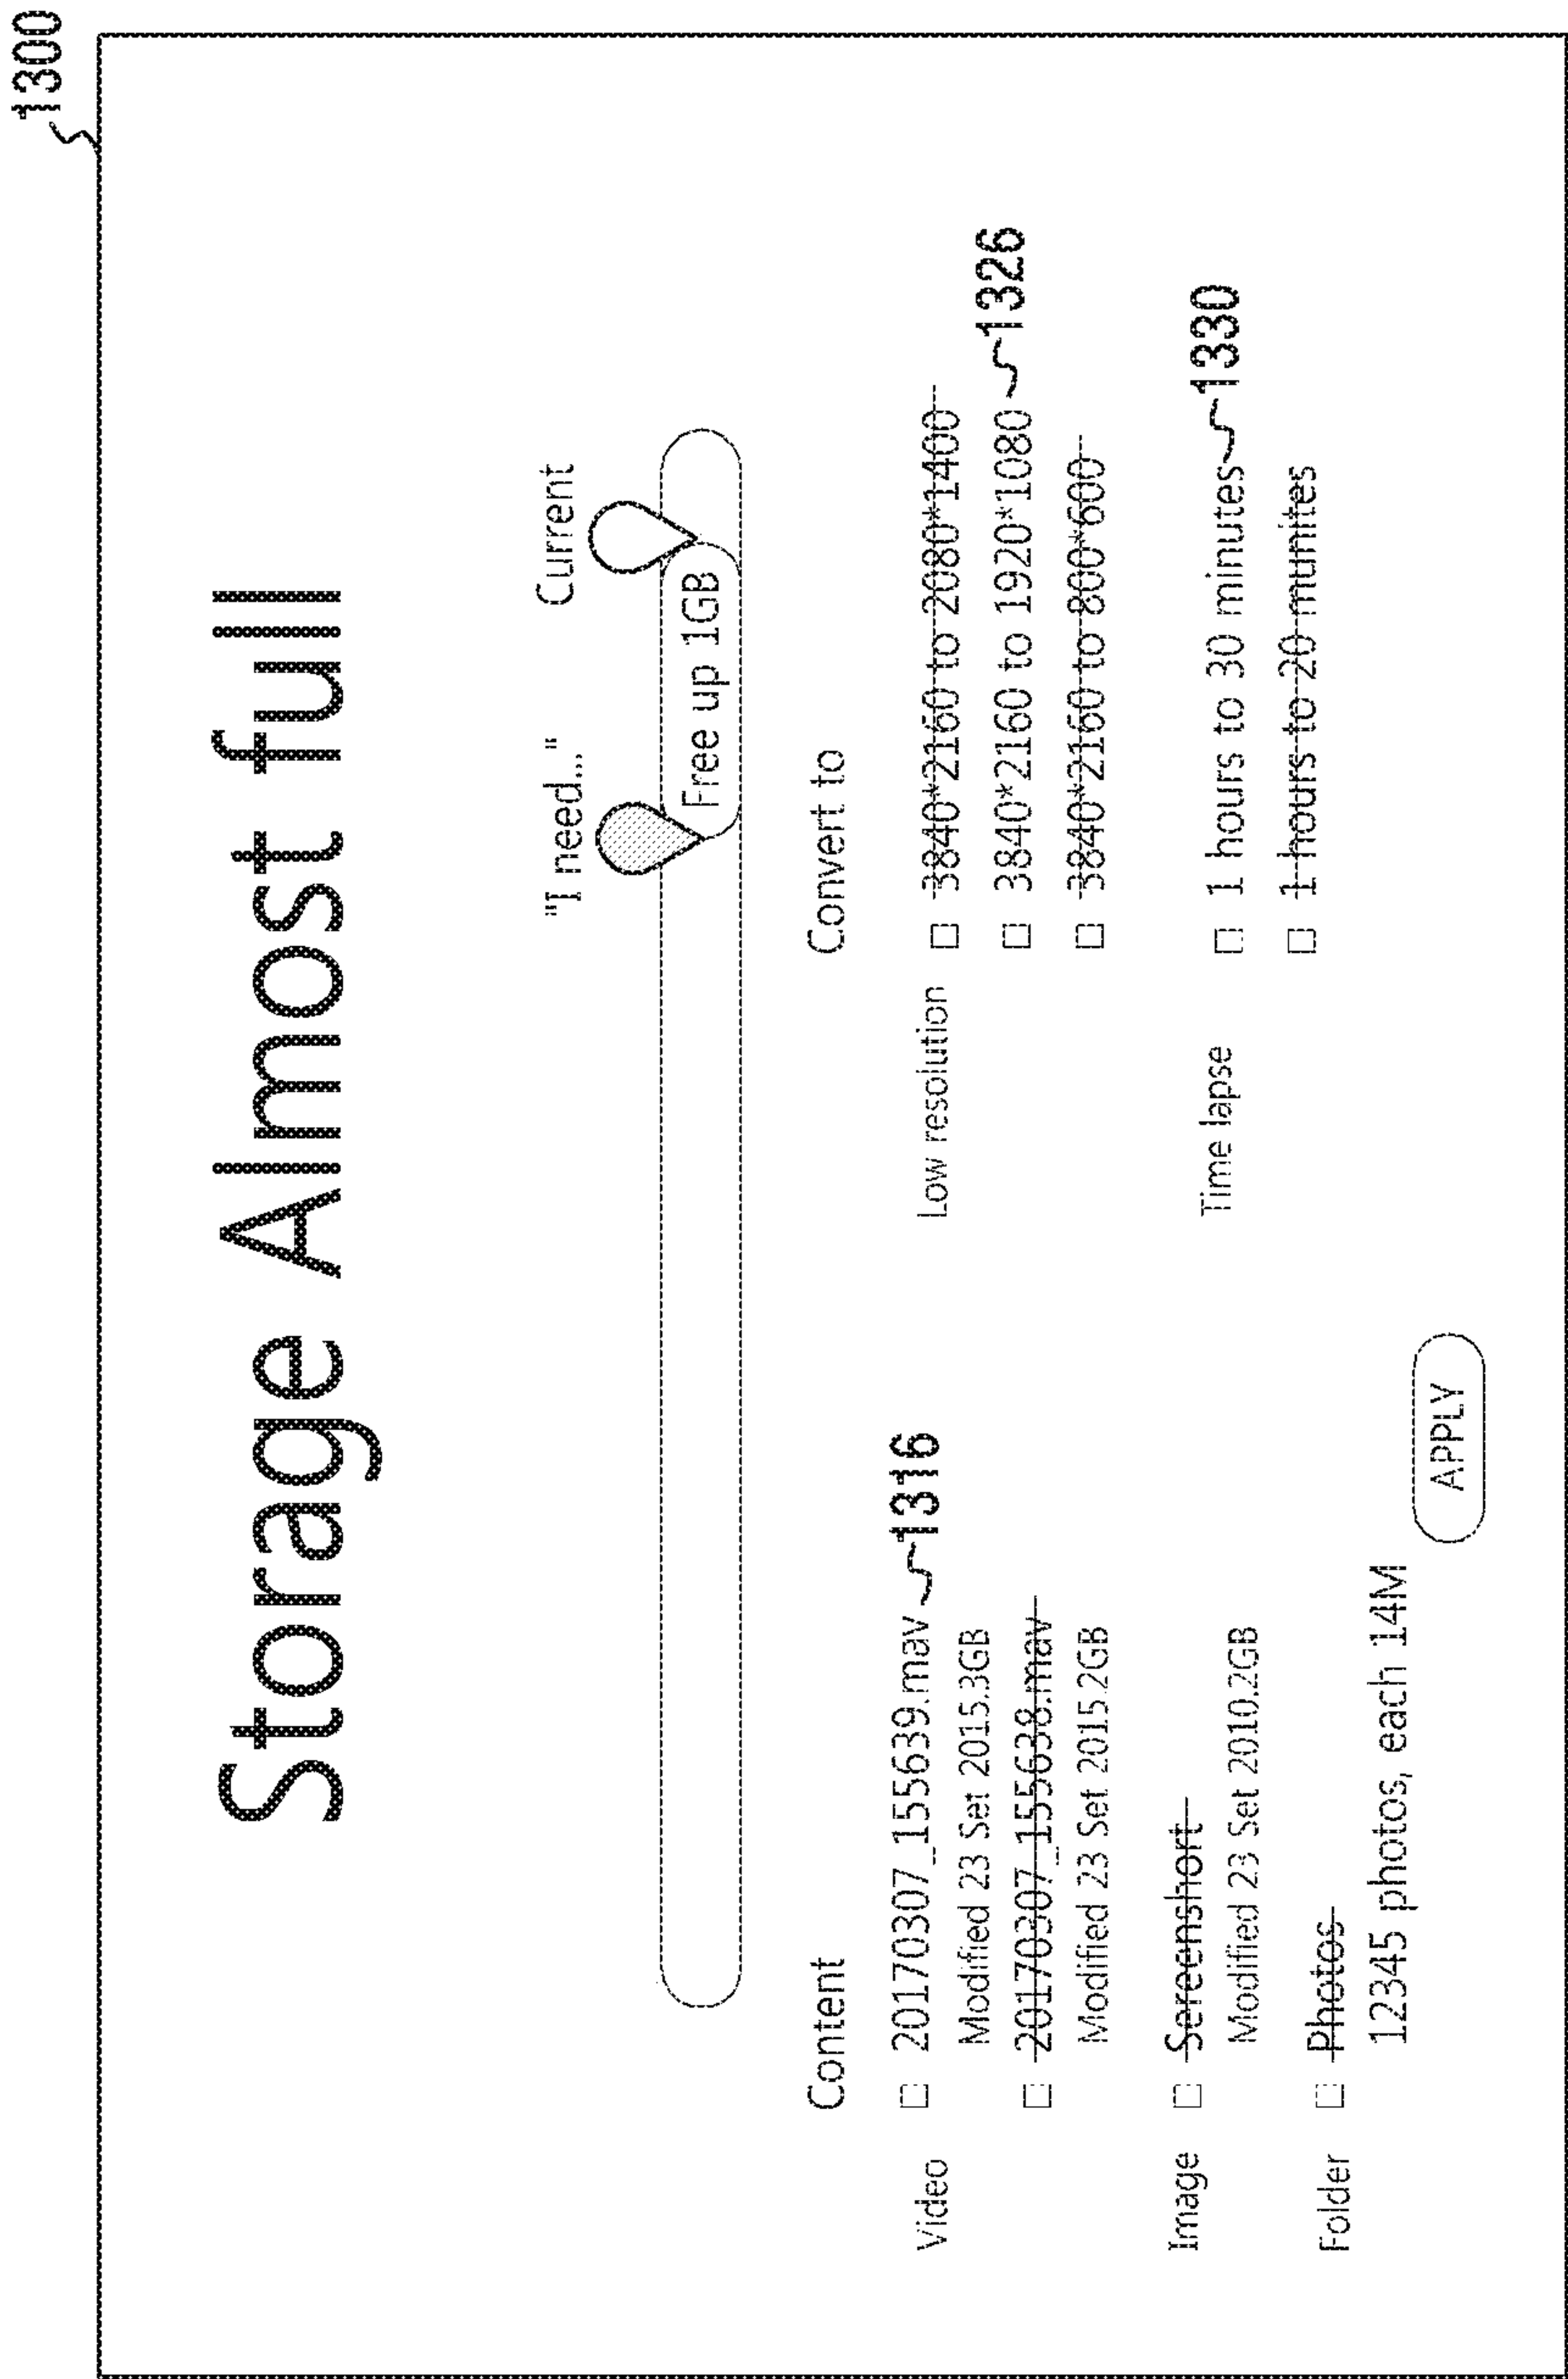 1300
Storage Almost full
"I need..." Current
Free up 1GB
Content
Video
20170307_155639.mav 1316
Modified 23 Set 2015.3GB
20170307_155638.mav
Modified 23 Set 2015.2GB
Image
Sereenshort
Modified 23 Set 2010.2GB
Folder
Photos
12345 photos, each 14M
Convert to
Low resolution
3840*2160 to 2080*1400
3840*2160 to 1920*1080 1326
3840*2160 to 800*600
Time lapse
1 hours to 30 minutes 1330
1 hours to 20 munites
APPLY